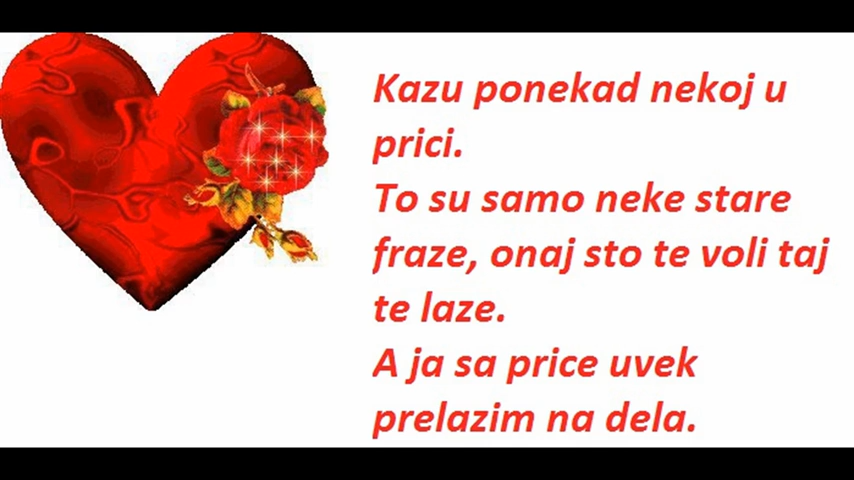 Kazu ponekad nekoj u
prici.
To su samo neke stare
fraze, onaj sto te voli taj
te laze.
A ja sa price uvek
prelazim na dela.